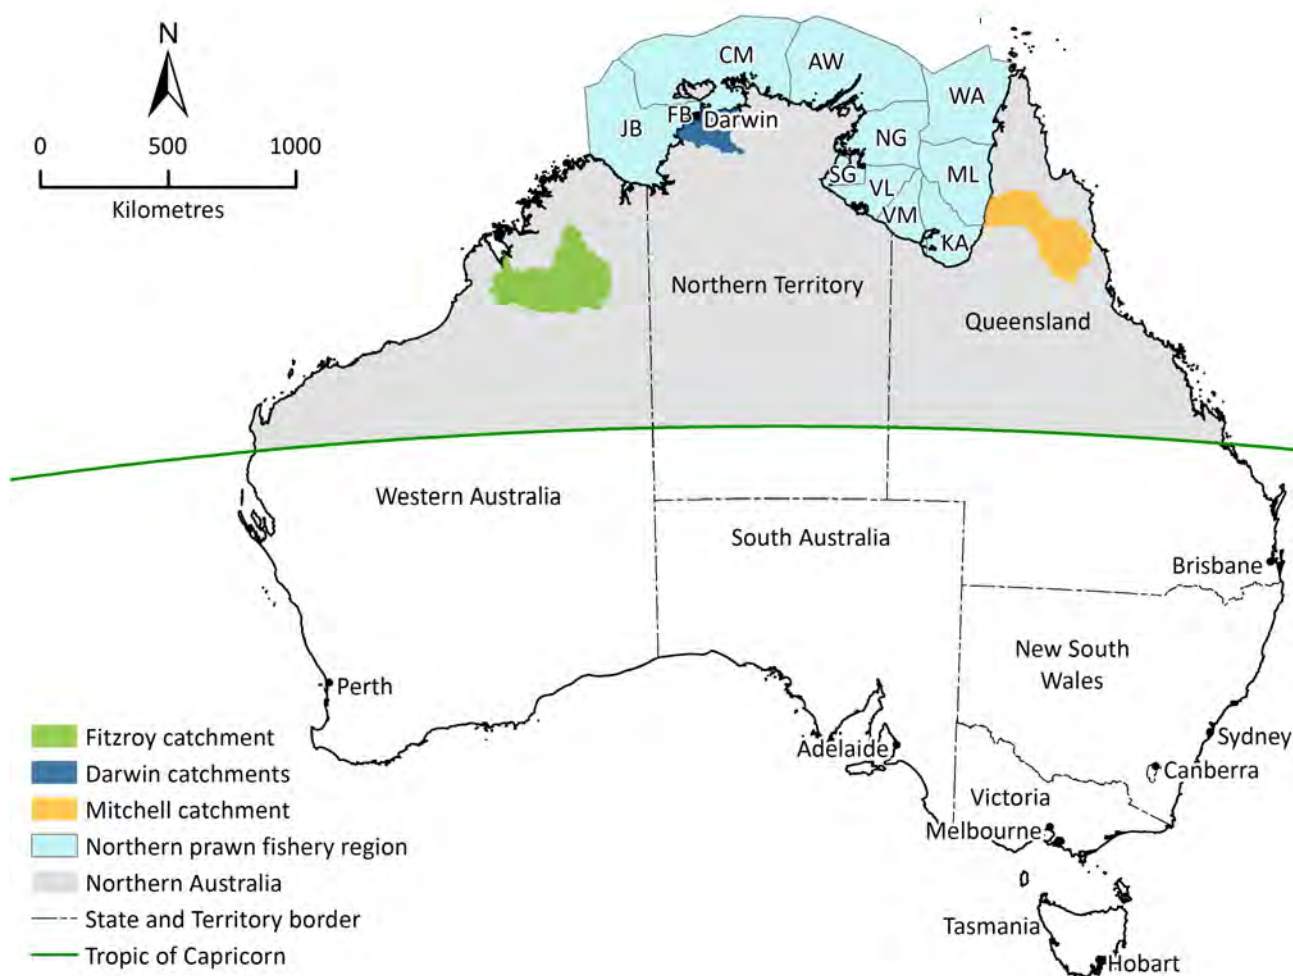 N
0 500 1000
Kilometres
CM
AW
WA
JB
FB
Darwin
NG
SG
VL
ML
VM
KA
Northern Territory
Queensland
Western Australia
South Australia
Brisbane
New South
Wales
Perth
Adelaide
Sydney
Canberra
Victoria
Melbourne
Tasmania
Hobart
Fitzroy catchment
Darwin catchments
Mitchell catchment
Northern prawn fishery region
Northern Australia
State and Territory border
Tropic of Capricorn